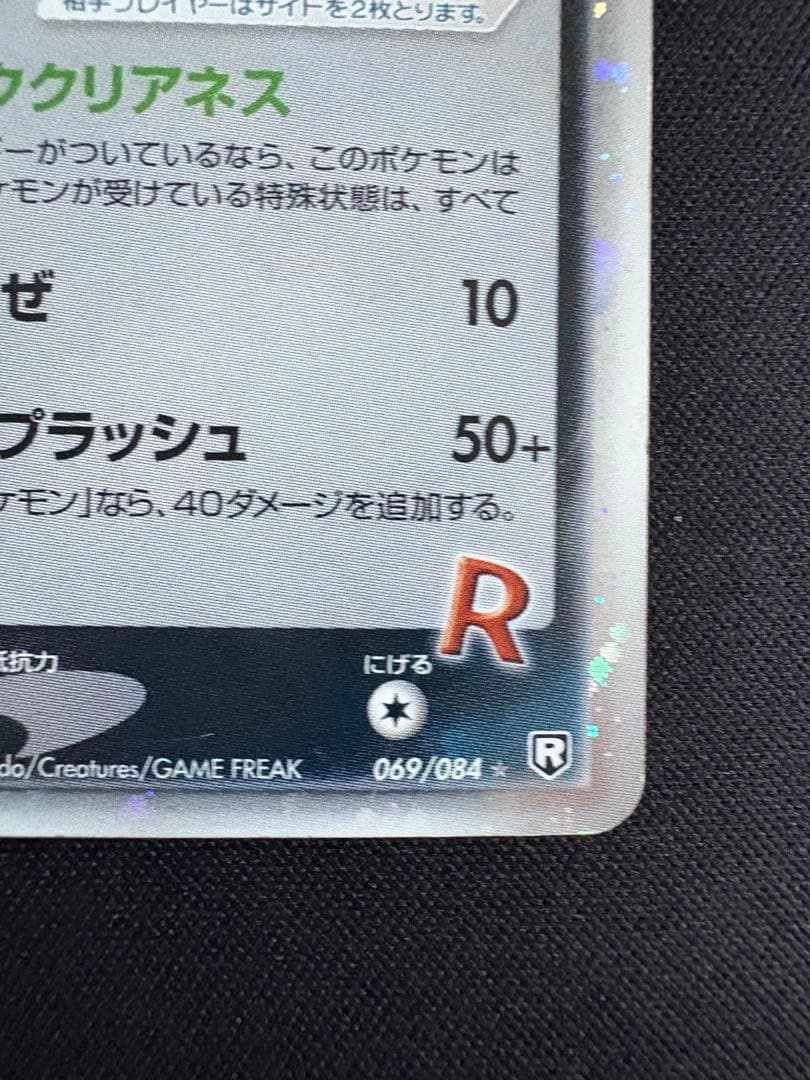 相手プレイヤーはサイドを2枚とります。
ククリアネス
ーがついているなら、このポケモンは
ケモンが受けている特殊状態は、すべて
ぜ 10
プラッシュ 50+
ケモン」なら、40ダメージを追加する。
R
抵抗力 にげる
do/Creatures/GAME FREAK 069/084 ★ R